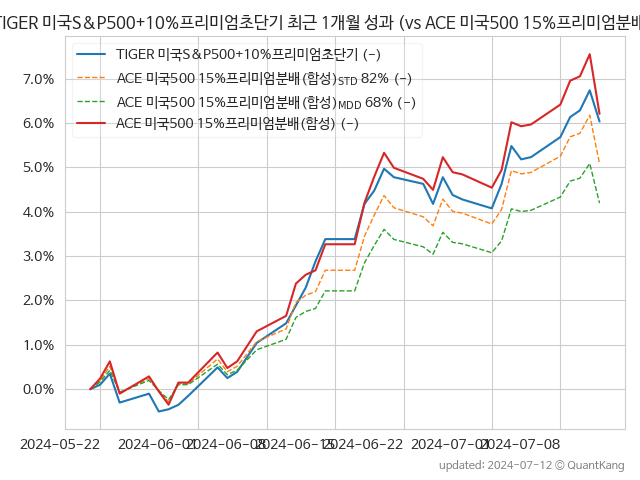 TIGER 미국S&P500+10%프리미엄초단기 최근 1개월 성과 (vs ACE 미국500 15%프리미엄분배
TIGER 미국S&P500+10%프리미엄초단기 (-)
ACE 미국500 15%프리미엄분배(합성)STD 82% (-)
ACE 미국500 15%프리미엄분배(합성)MDD 68% (-)
ACE 미국500 15%프리미엄분배(합성) (-)
7.0%
6.0%
5.0%
4.0%
3.0%
2.0%
1.0%
0.0%
2024-05-22 2024-06-01 2024-06-08 2024-06-15 2024-06-22 2024-07-01 2024-07-08
updated: 2024-07-12 © QuantKang